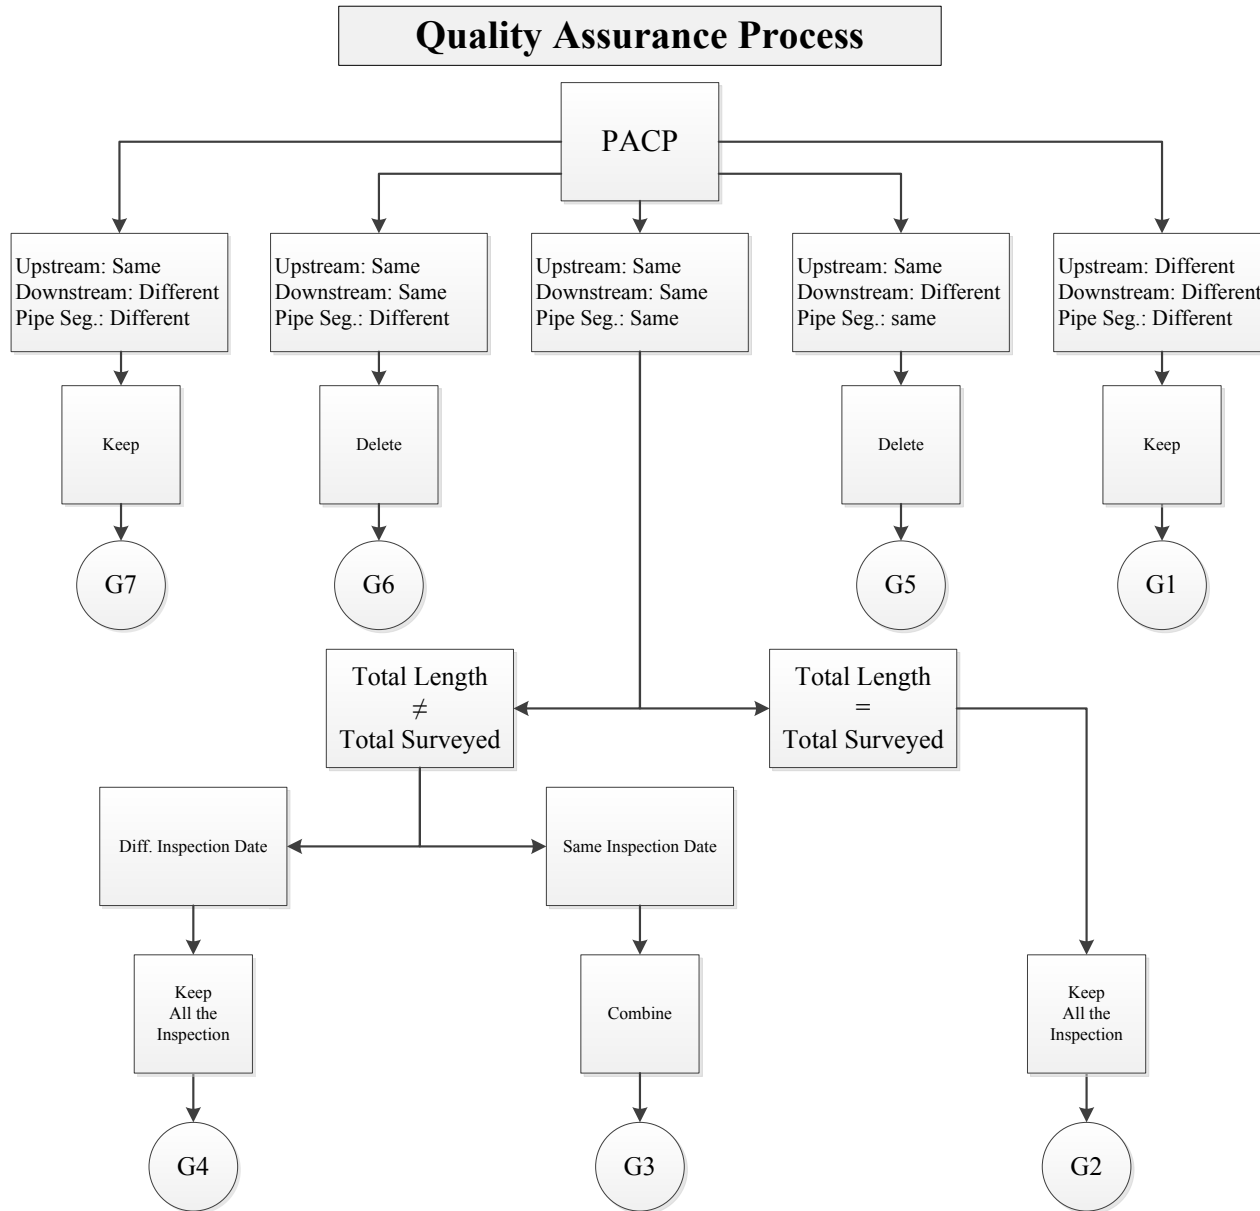 Quality Assurance Process
PACP
Upstream: Same
Downstream: Different
Pipe Seg.: Different
Upstream: Same
Downstream: Same
Pipe Seg.: Different
Upstream: Same
Downstream: Same
Pipe Seg.: Same
Upstream: Same
Downstream: Different
Pipe Seg.: same
Upstream: Different
Downstream: Different
Pipe Seg.: Different
Keep
Delete
Delete
Keep
G7
G6
G5
G1
Total Length
≠
Total Surveyed
Total Length
=
Total Surveyed
Diff. Inspection Date
Same Inspection Date
Keep
All the
Inspection
Combine
Keep
All the
Inspection
G4
G3
G2